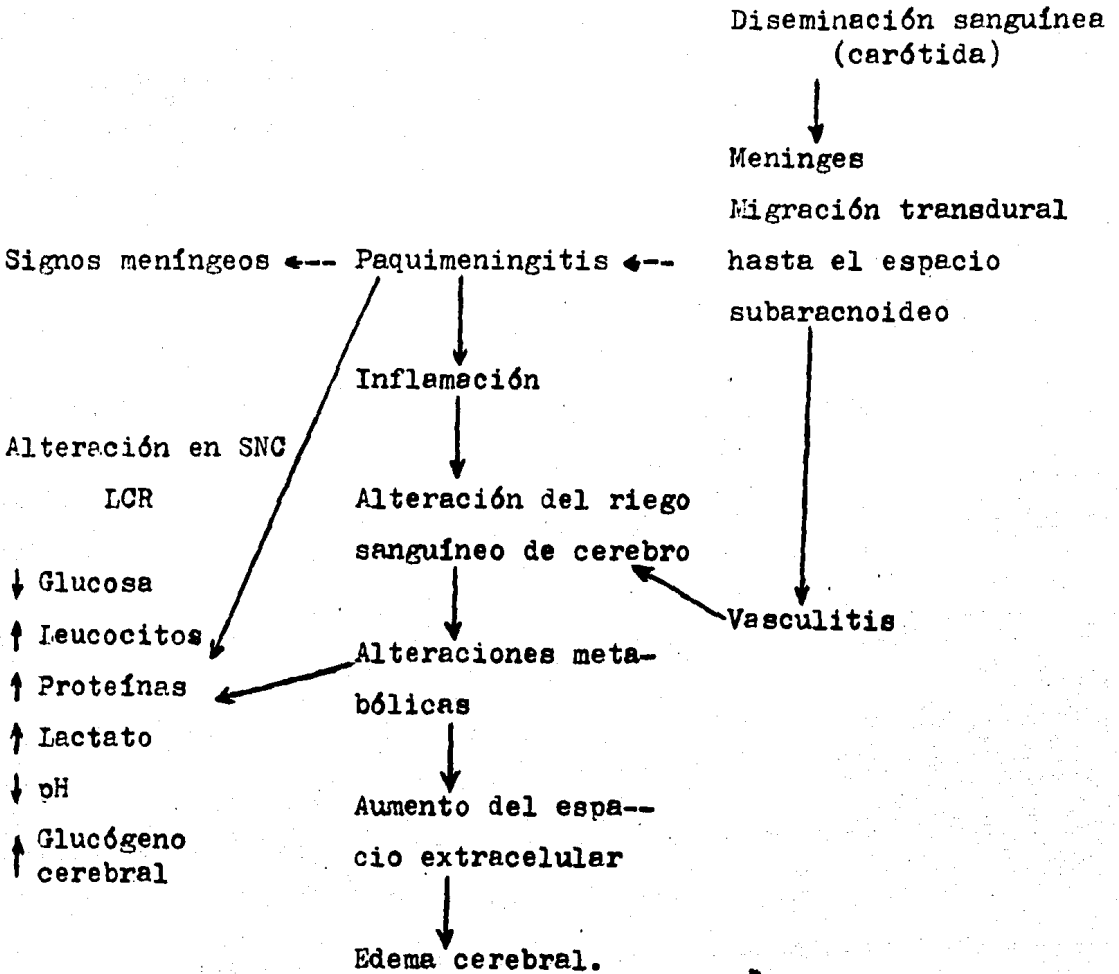 Diseminación sanguínea
(carótida)
Meninges
Migración transdural
hasta el espacio
subaracnoideo
Signos meníngeos ←-- Paquimeningitis ←--
Inflamación
Alteración en SNC
LCR
Alteración del riego
sanguíneo de cerebro
Vasculitis
↓ Glucosa
↑ Leucocitos
↑ Proteínas
↑ Lactato
↓ pH
↑ Glucógeno
cerebral
Alteraciones meta-
bólicas
Aumento del espa--
cio extracelular
Edema cerebral.